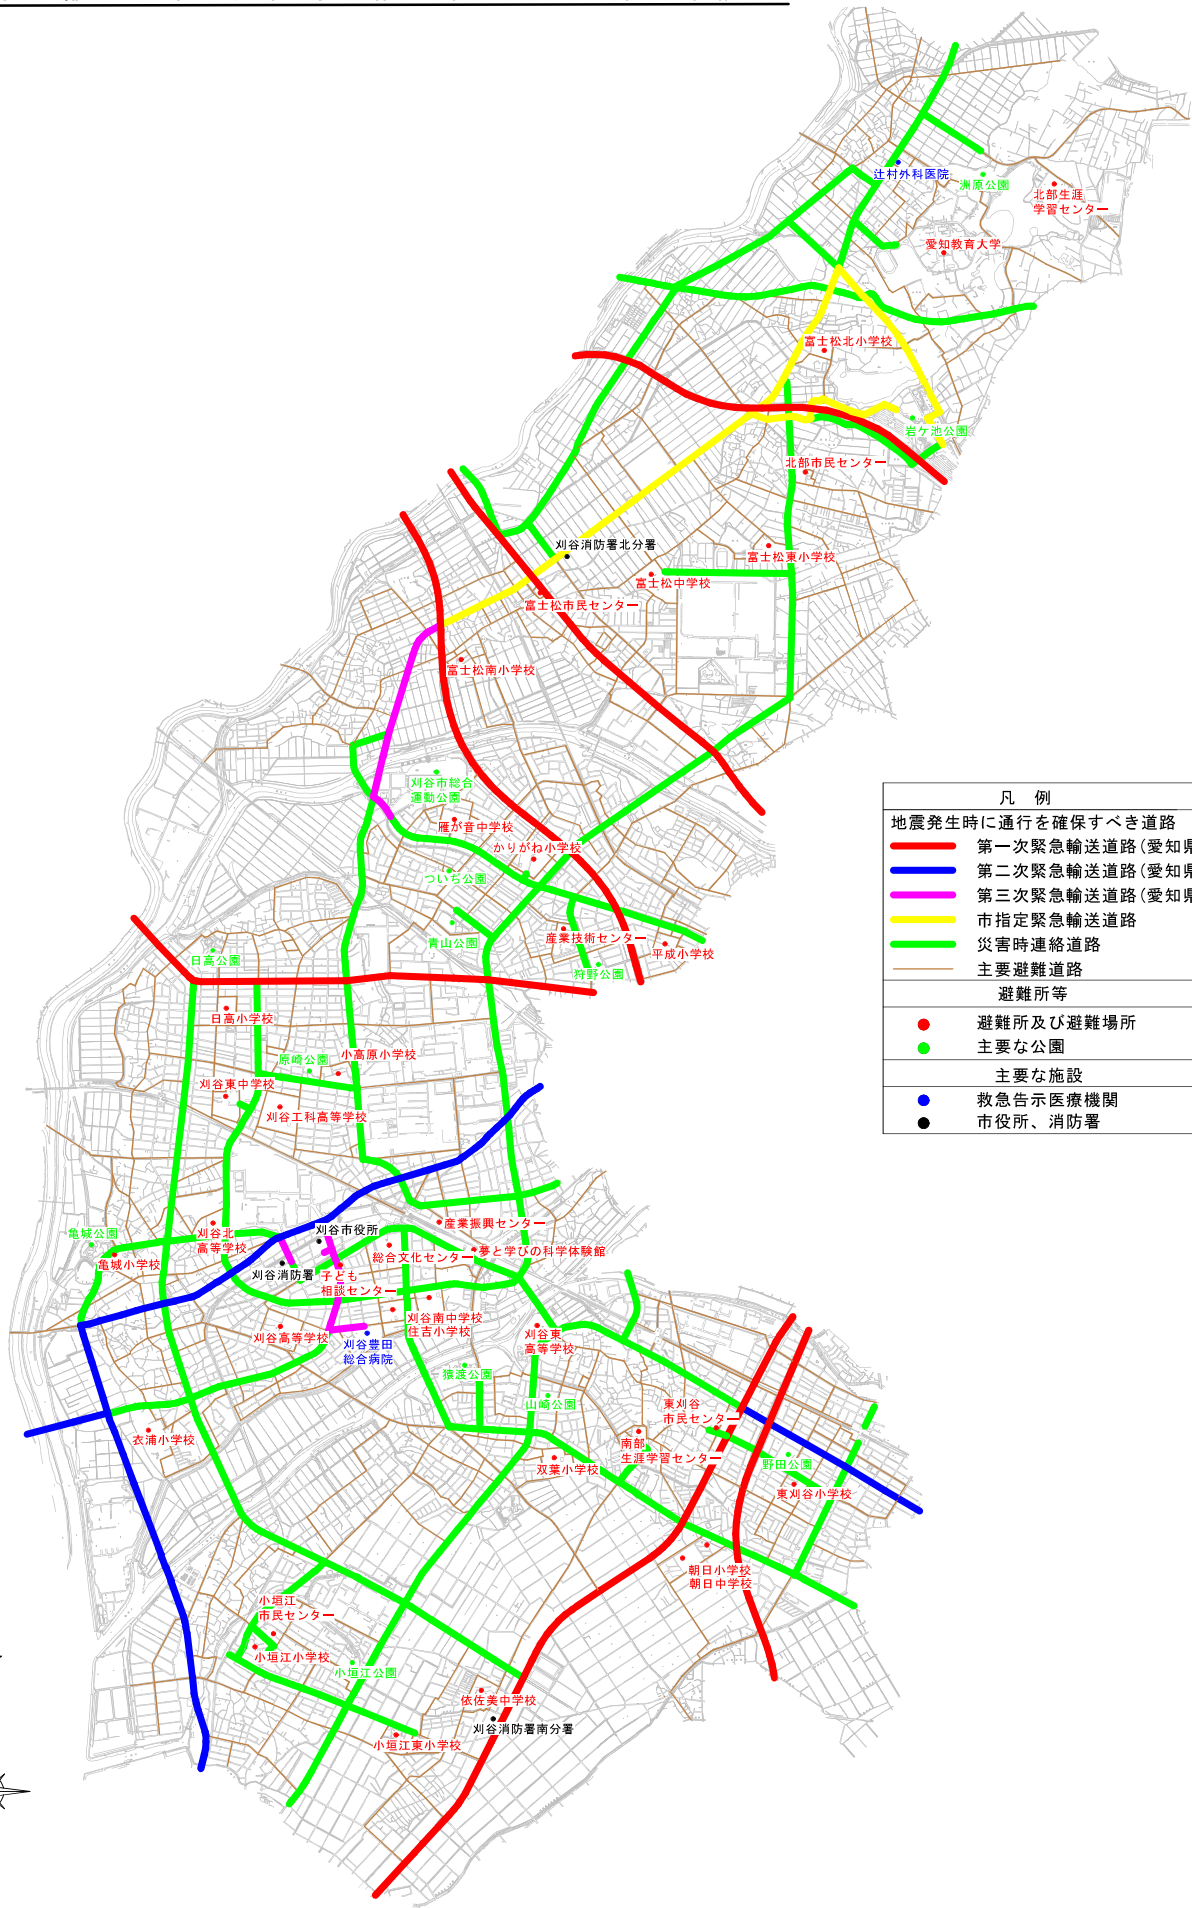 辻村外科医院
洲原公園
北部生涯
学習センター
愛知教育大学
富士松北小学校
岩ケ池公園
北部市民センター
刈谷消防署北分署
富士松東小学校
富士松中学校
富士松市民センター
富士松南小学校
刈谷市総合
運動公園
雁が音中学校
かりがね小学校
ついぢ公園
青山公園
産業技術センター
平成小学校
狩野公園
日高公園
日高小学校
小高原小学校
原崎公園
刈谷東中学校
刈谷工科高等学校
亀城公園
亀城小学校
刈谷北
高等学校
刈谷市役所
産業振興センター
総合文化センター
夢と学びの科学体験館
刈谷消防署
子ども
相談センター
刈谷南中学校
住吉小学校
刈谷高等学校
刈谷豊田
総合病院
刈谷東
高等学校
猿渡公園
山崎公園
東刈谷
市民センター
衣浦小学校
南部
生涯学習センター
双葉小学校
野田公園
東刈谷小学校
朝日小学校
朝日中学校
小垣江
市民センター
小垣江小学校
小垣江公園
依佐美中学校
刈谷消防署南分署
小垣江東小学校
凡 例
地震発生時に通行を確保すべき道路
第一次緊急輸送道路(愛知県
第二次緊急輸送道路(愛知県
第三次緊急輸送道路(愛知県
市指定緊急輸送道路
災害時連絡道路
主要避難道路
避難所等
避難所及び避難場所
主要な公園
主要な施設
救急告示医療機関
市役所、消防署